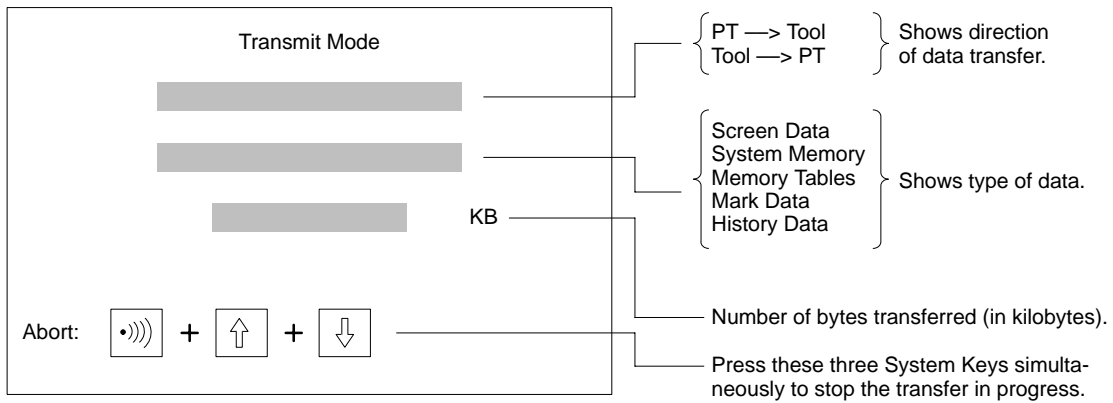 Transmit Mode
KB
Abort:
+
+
PT —> Tool
Tool —> PT
Shows direction
of data transfer.
Screen Data
System Memory
Memory Tables
Mark Data
History Data
Shows type of data.
Number of bytes transferred (in kilobytes).
Press these three System Keys simulta-
neously to stop the transfer in progress.